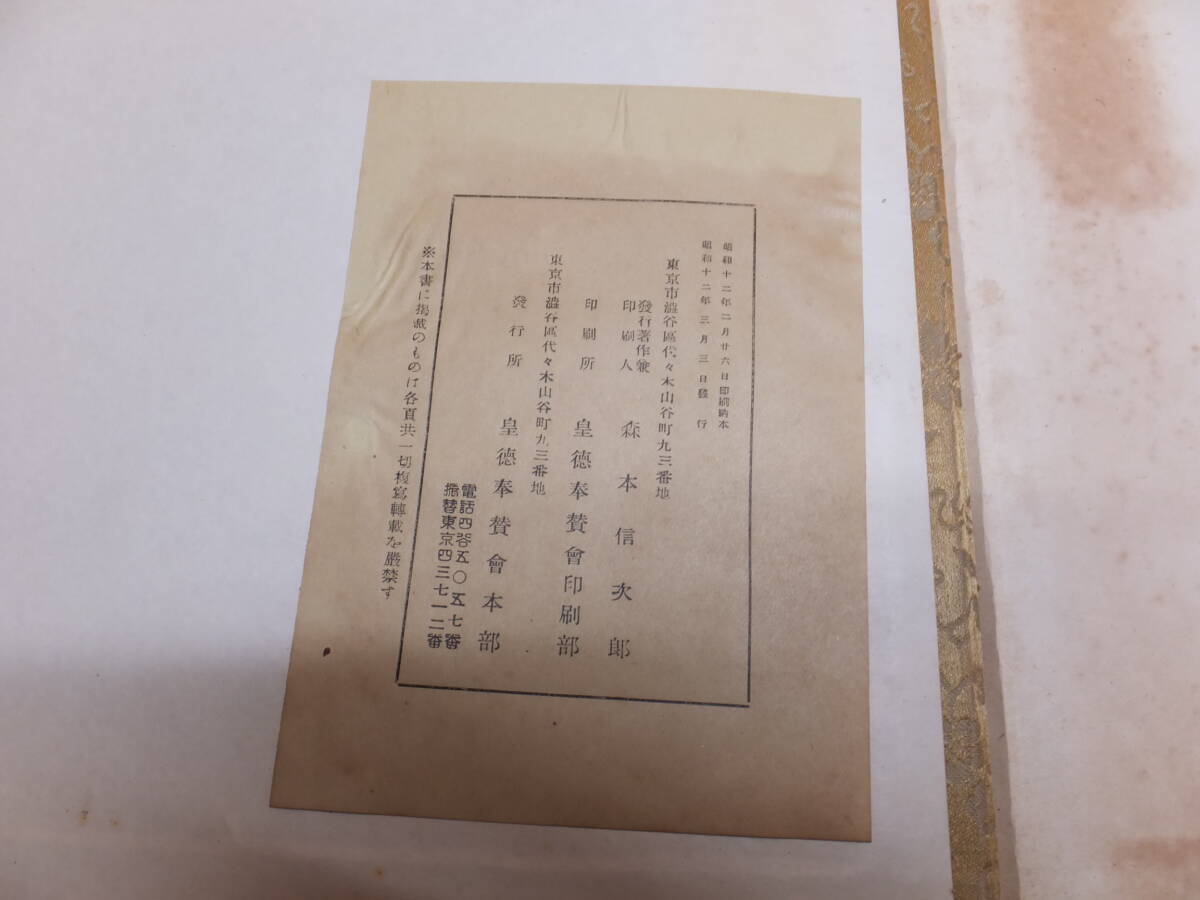 昭和十二年二月廿六日印刷納本
昭和十二年三月三日發行
東京市澁谷區代々木山谷町九三番地
發行著作兼
印刷人 森本信次郎
印刷所 皇德奉贊會印刷部
東京市澁谷區代々木山谷町九三番地
發行所 皇德奉贊會本部
電話四谷五〇五七番
振替東京四三七一二番
※本書に掲載のものは各頁共一切複寫轉載を嚴禁す